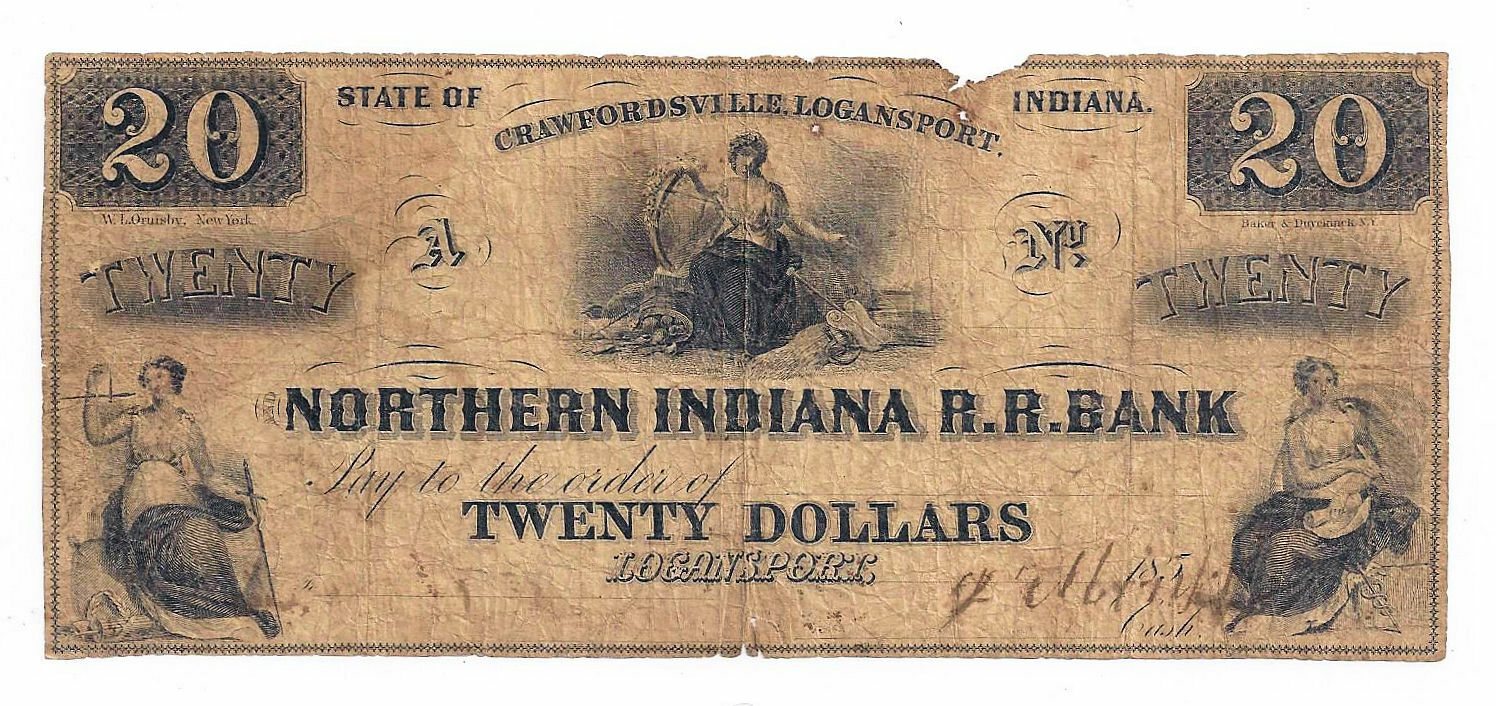 20 STATE OF INDIANA. 20
CRAWFORDSVILLE, LOGANSPORT.
W. L. Ormsby, New York. Baker & Duyckinck N.Y.
TWENTY A No. TWENTY
NORTHERN INDIANA R.R. BANK
Pay to the order of
TWENTY DOLLARS
LOGANSPORT, 185
Cash.